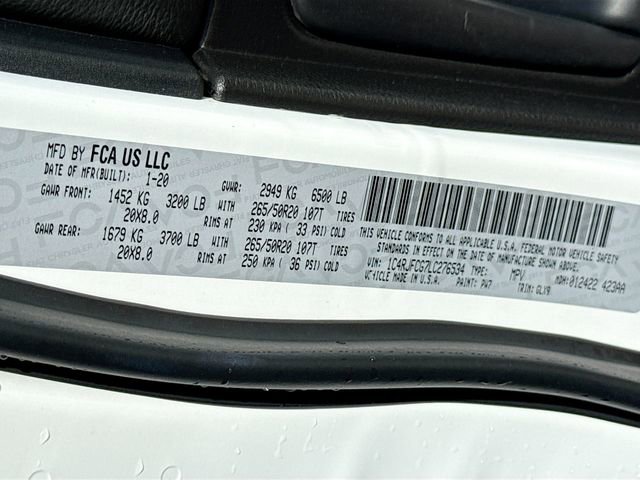 MFD BY FCA US LLC
DATE OF MFR(BUILT): 1-20 GVWR: 2949 KG 6500 LB
GAWR FRONT: 1452 KG 3200 LB WITH 265/50R20 107T TIRES
20X8.0 RIMS AT 230 KPA ( 33 PSI) COLD
GAWR REAR: 1679 KG 3700 LB WITH 265/50R20 107T TIRES
20X8.0 RIMS AT 250 KPA ( 36 PSI) COLD
THIS VEHICLE CONFORMS TO ALL APPLICABLE U.S.A. FEDERAL MOTOR VEHICLE SAFETY
STANDARDS IN EFFECT ON THE DATE OF MANUFACTURE SHOWN ABOVE.
VIN: 1C4RJFCG7LC276534 TYPE: MPV MDH: 012422 423AA
VEHICLE MADE IN U.S.A. PAINT: PW7 TRIM: GLX9